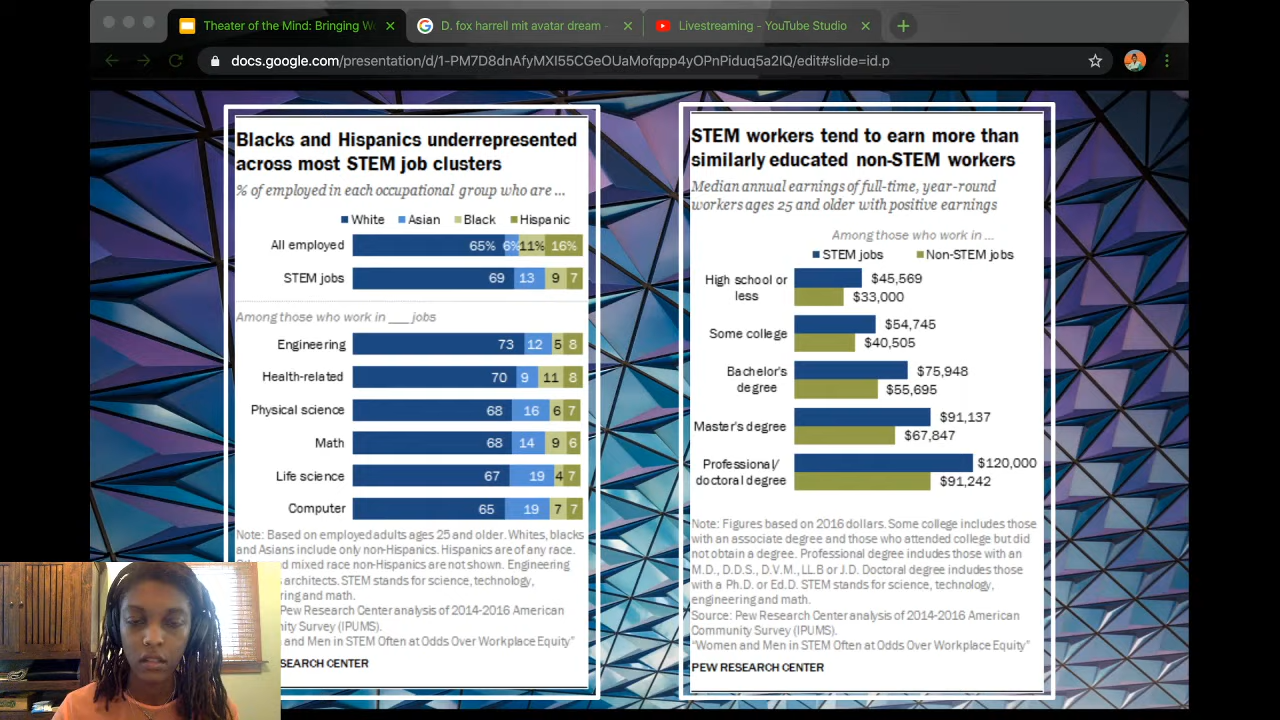 Theater of the Mind: Bringing W
D. fox harrell mit avatar dream -
Livestreaming - YouTube Studio
docs.google.com/presentation/d/1-PM7D8dnAfyMXI55CGeOUaMofqpp4yOPnPiduq5a2IQ/edit#slide=id.p
Blacks and Hispanics underrepresented
across most STEM job clusters
% of employed in each occupational group who are ...
White Asian Black Hispanic
All employed 65% 6% 11% 16%
STEM jobs 69 13 9 7
Among those who work in ___ jobs
Engineering 73 12 5 8
Health-related 70 9 11 8
Physical science 68 16 6 7
Math 68 14 9 6
Life science 67 19 4 7
Computer 65 19 7 7
Note: Based on employed adults ages 25 and older. Whites, blacks
and Asians include only non-Hispanics. Hispanics are of any race.
d mixed race non-Hispanics are not shown. Engineering
architects. STEM stands for science, technology,
ring and math.
Pew Research Center analysis of 2014-2016 American
ity Survey (IPUMS).
n and Men in STEM Often at Odds Over Workplace Equity"
SEARCH CENTER
STEM workers tend to earn more than
similarly educated non-STEM workers
Median annual earnings of full-time, year-round
workers ages 25 and older with positive earnings
Among those who work in ...
STEM jobs Non-STEM jobs
High school or less $45,569
$33,000
Some college $54,745
$40,505
Bachelor's degree $75,948
$55,695
Master's degree $91,137
$67,847
Professional/ doctoral degree $120,000
$91,242
Note: Figures based on 2016 dollars. Some college includes those
with an associate degree and those who attended college but did
not obtain a degree. Professional degree includes those with an
M.D., D.D.S., D.V.M., LL.B or J.D. Doctoral degree includes those
with a Ph.D. or Ed.D. STEM stands for science, technology,
engineering and math.
Source: Pew Research Center analysis of 2014-2016 American
Community Survey (IPUMS).
"Women and Men in STEM Often at Odds Over Workplace Equity"
PEW RESEARCH CENTER